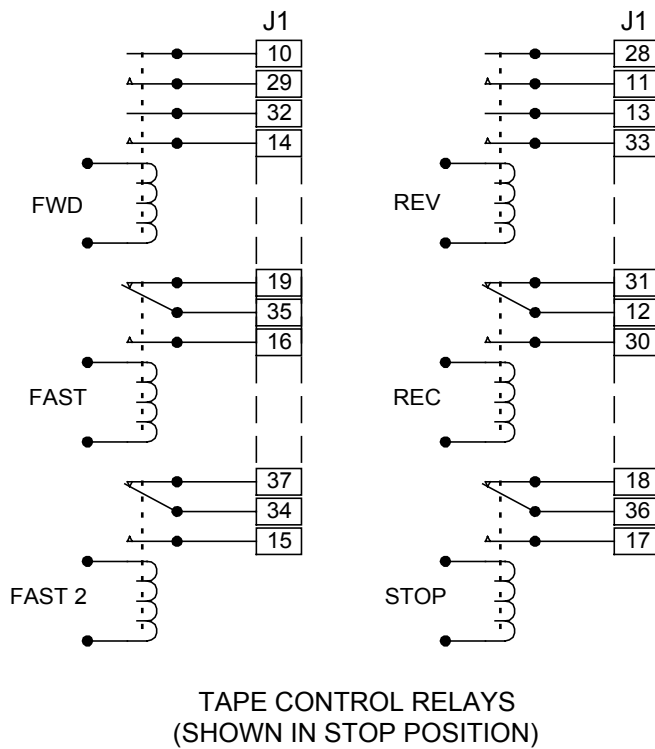 J1
10
29
32
14
FWD
19
35
16
FAST
37
34
15
FAST 2
J1
28
11
13
33
REV
31
12
30
REC
18
36
17
STOP
TAPE CONTROL RELAYS
(SHOWN IN STOP POSITION)